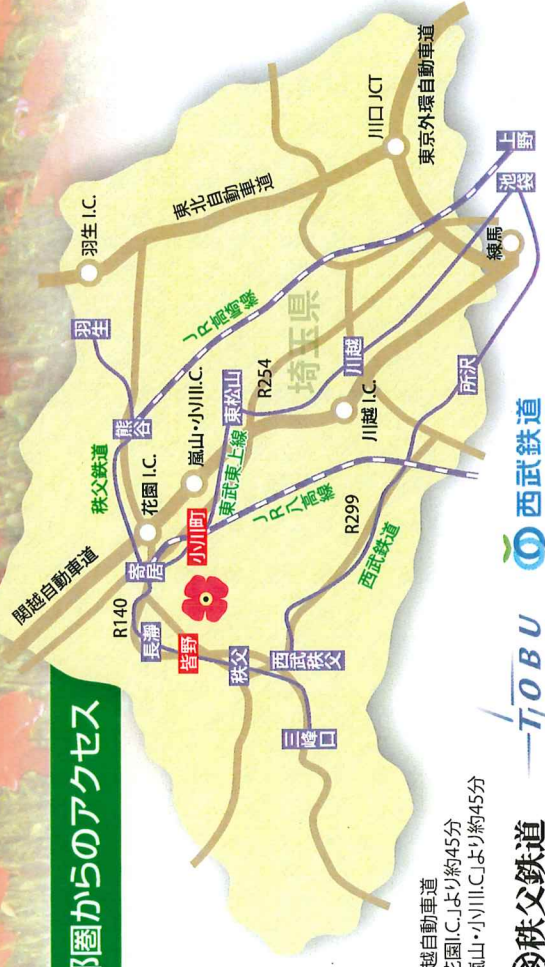 都圏からのアクセス
関越自動車道
R140
長瀞
皆野
秩父
三峰口
西武秩父
寄居
花園I.C.
小川町
秩父鉄道
熊谷
羽生
羽生I.C.
嵐山・小川I.C.
東武東上線
東松山
R254
JR高崎線
JR八高線
R299
西武鉄道
埼玉県
川越
川越I.C.
所沢
東北自動車道
川口JCT
東京外環自動車道
練馬
池袋
上野
越自動車道
花園I.C.」より約45分
嵐山・小川I.C.」より約45分
秩父鉄道
TOBU
西武鉄道